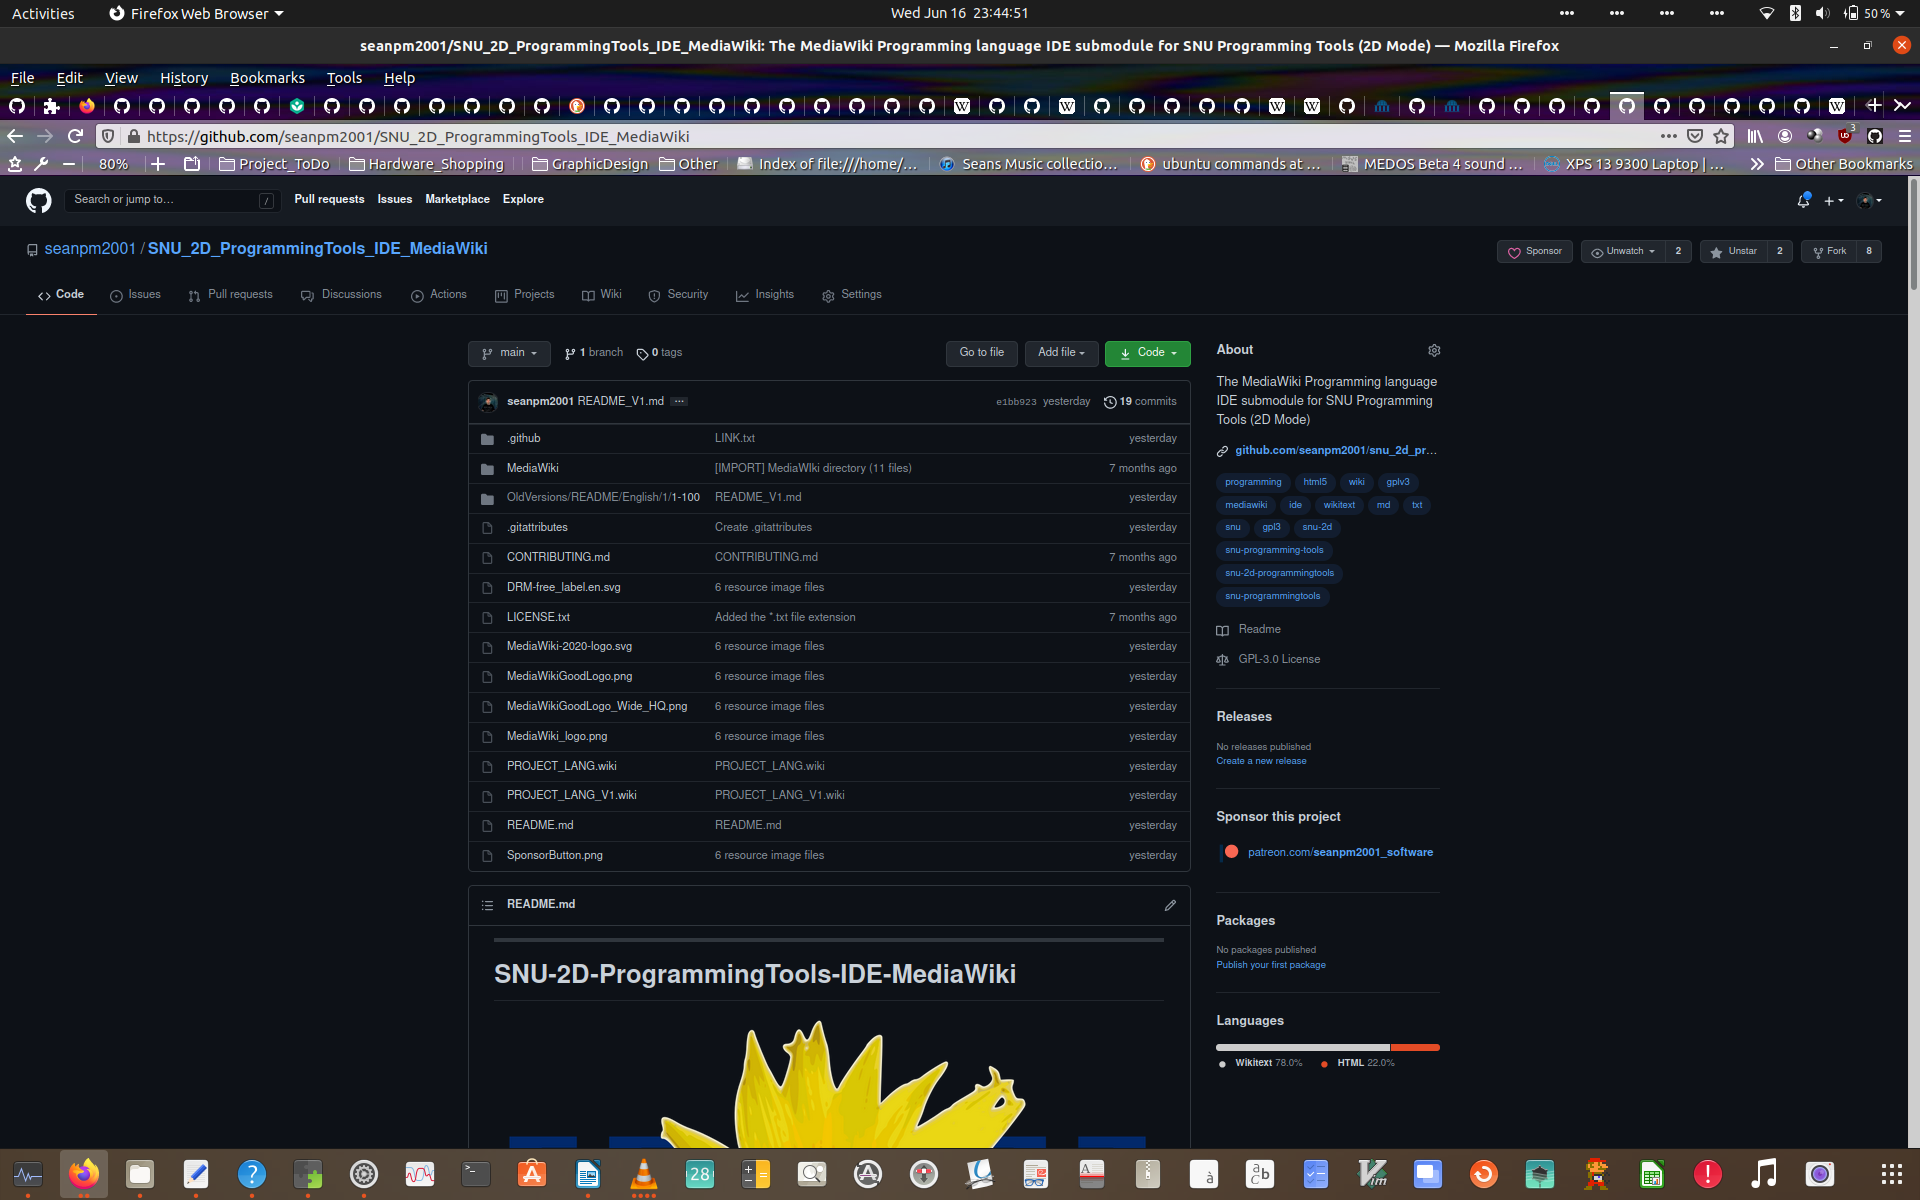 Activities Firefox Web Browser Wed Jun 16 23:44:51 50 %
seanpm2001/SNU_2D_ProgrammingTools_IDE_MediaWiki: The MediaWiki Programming language IDE submodule for SNU Programming Tools (2D Mode) — Mozilla Firefox
File Edit View History Bookmarks Tools Help
https://github.com/seanpm2001/SNU_2D_ProgrammingTools_IDE_MediaWiki 3
80% Project_ToDo Hardware_Shopping GraphicDesign Other Index of file:///home/… Seans Music collectio… ubuntu commands at … MEDOS Beta 4 sound … XPS 13 9300 Laptop | … Other Bookmarks
Search or jump to… / Pull requests Issues Marketplace Explore
seanpm2001 / SNU_2D_ProgrammingTools_IDE_MediaWiki Sponsor Unwatch 2 Unstar 2 Fork 8
Code Issues Pull requests Discussions Actions Projects Wiki Security Insights Settings
main 1 branch 0 tags Go to file Add file Code
seanpm2001 README_V1.md ... e1bb923 yesterday 19 commits
.github LINK.txt yesterday
MediaWiki [IMPORT] MediaWIki directory (11 files) 7 months ago
OldVersions/README/English/1/1-100 README_V1.md yesterday
.gitattributes Create .gitattributes yesterday
CONTRIBUTING.md CONTRIBUTING.md 7 months ago
DRM-free_label.en.svg 6 resource image files yesterday
LICENSE.txt Added the *.txt file extension 7 months ago
MediaWiki-2020-logo.svg 6 resource image files yesterday
MediaWikiGoodLogo.png 6 resource image files yesterday
MediaWikiGoodLogo_Wide_HQ.png 6 resource image files yesterday
MediaWiki_logo.png 6 resource image files yesterday
PROJECT_LANG.wiki PROJECT_LANG.wiki yesterday
PROJECT_LANG_V1.wiki PROJECT_LANG_V1.wiki yesterday
README.md README.md yesterday
SponsorButton.png 6 resource image files yesterday
README.md
SNU-2D-ProgrammingTools-IDE-MediaWiki
About
The MediaWiki Programming language
IDE submodule for SNU Programming
Tools (2D Mode)
github.com/seanpm2001/snu_2d_pr…
programming html5 wiki gplv3
mediawiki ide wikitext md txt
snu gpl3 snu-2d
snu-programming-tools
snu-2d-programmingtools
snu-programmingtools
Readme
GPL-3.0 License
Releases
No releases published
Create a new release
Sponsor this project
patreon.com/seanpm2001_software
Packages
No packages published
Publish your first package
Languages
Wikitext 78.0% HTML 22.0%
28